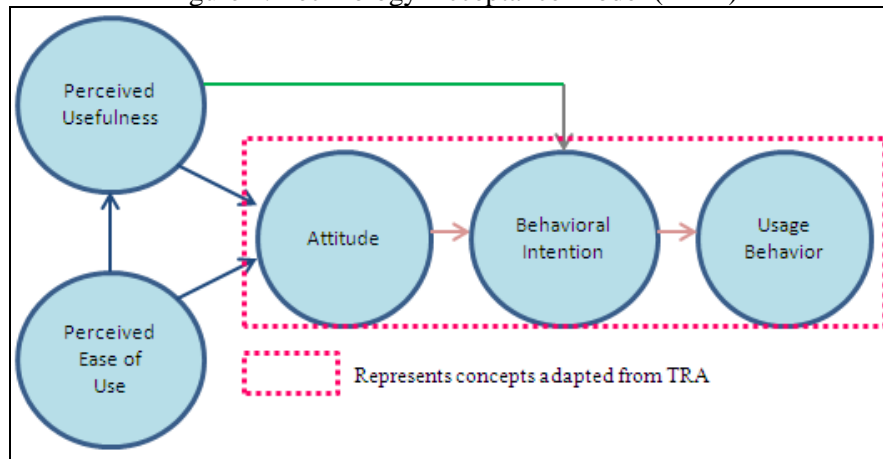 Perceived
Usefulness
Attitude
Behavioral
Intention
Usage
Behavior
Perceived
Ease of
Use
Represents concepts adapted from TRA